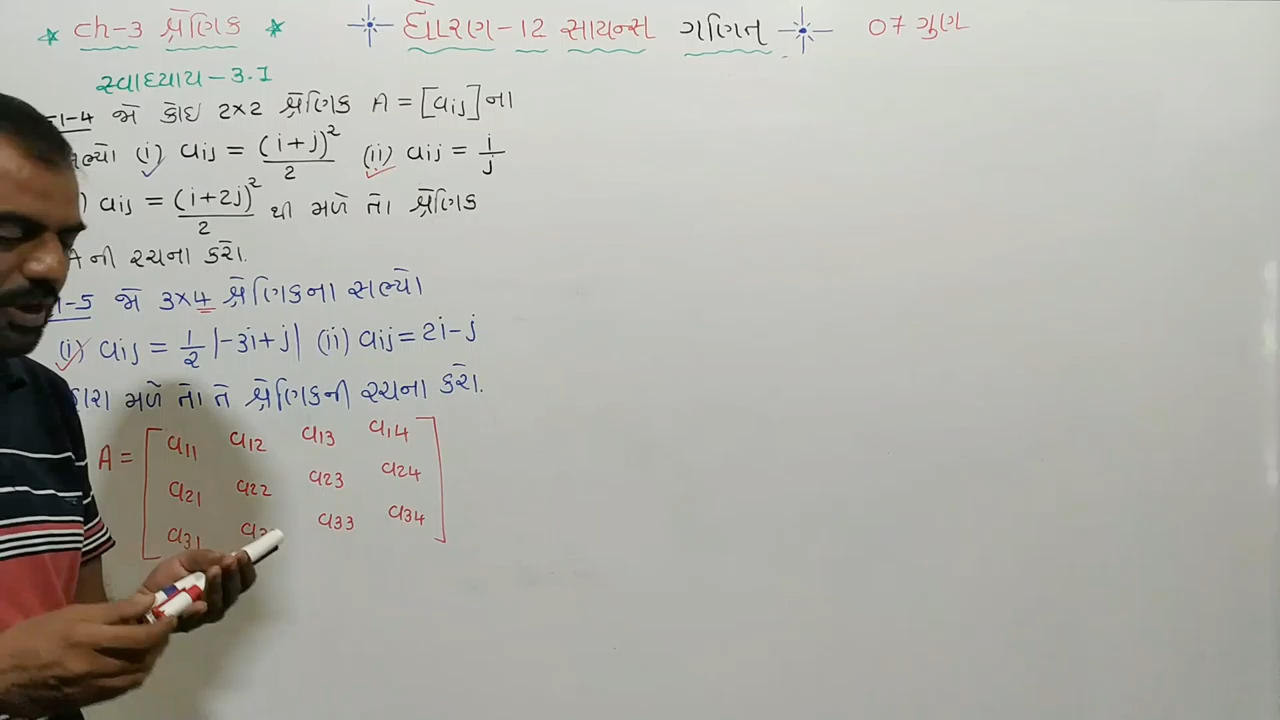 * Ch-3 શ્રેણિક * ધોરણ-12 સાયન્સ ગણિત 07 ગુણ
સ્વાધ્યાય-3.1
-1-4 જો કોઇ 2×2 શ્રેણિક A = [aij] ના
(i) aij = (i+j)²/2 (ii) aij = i/j
) aij = (i+2j)²/2 થી મળે તો શ્રેણિક
A ની રચના કરો.
1-5 જો 3×4 શ્રેણિકના સભ્યો
(i) aij = 1/2 |-3i+j| (ii) aij = 2i-j
દ્વારા મળે તો તે શ્રેણિકની રચના કરો.
A = [ a11 a12 a13 a14
a21 a22 a23 a24
a31 a33 a34 ]